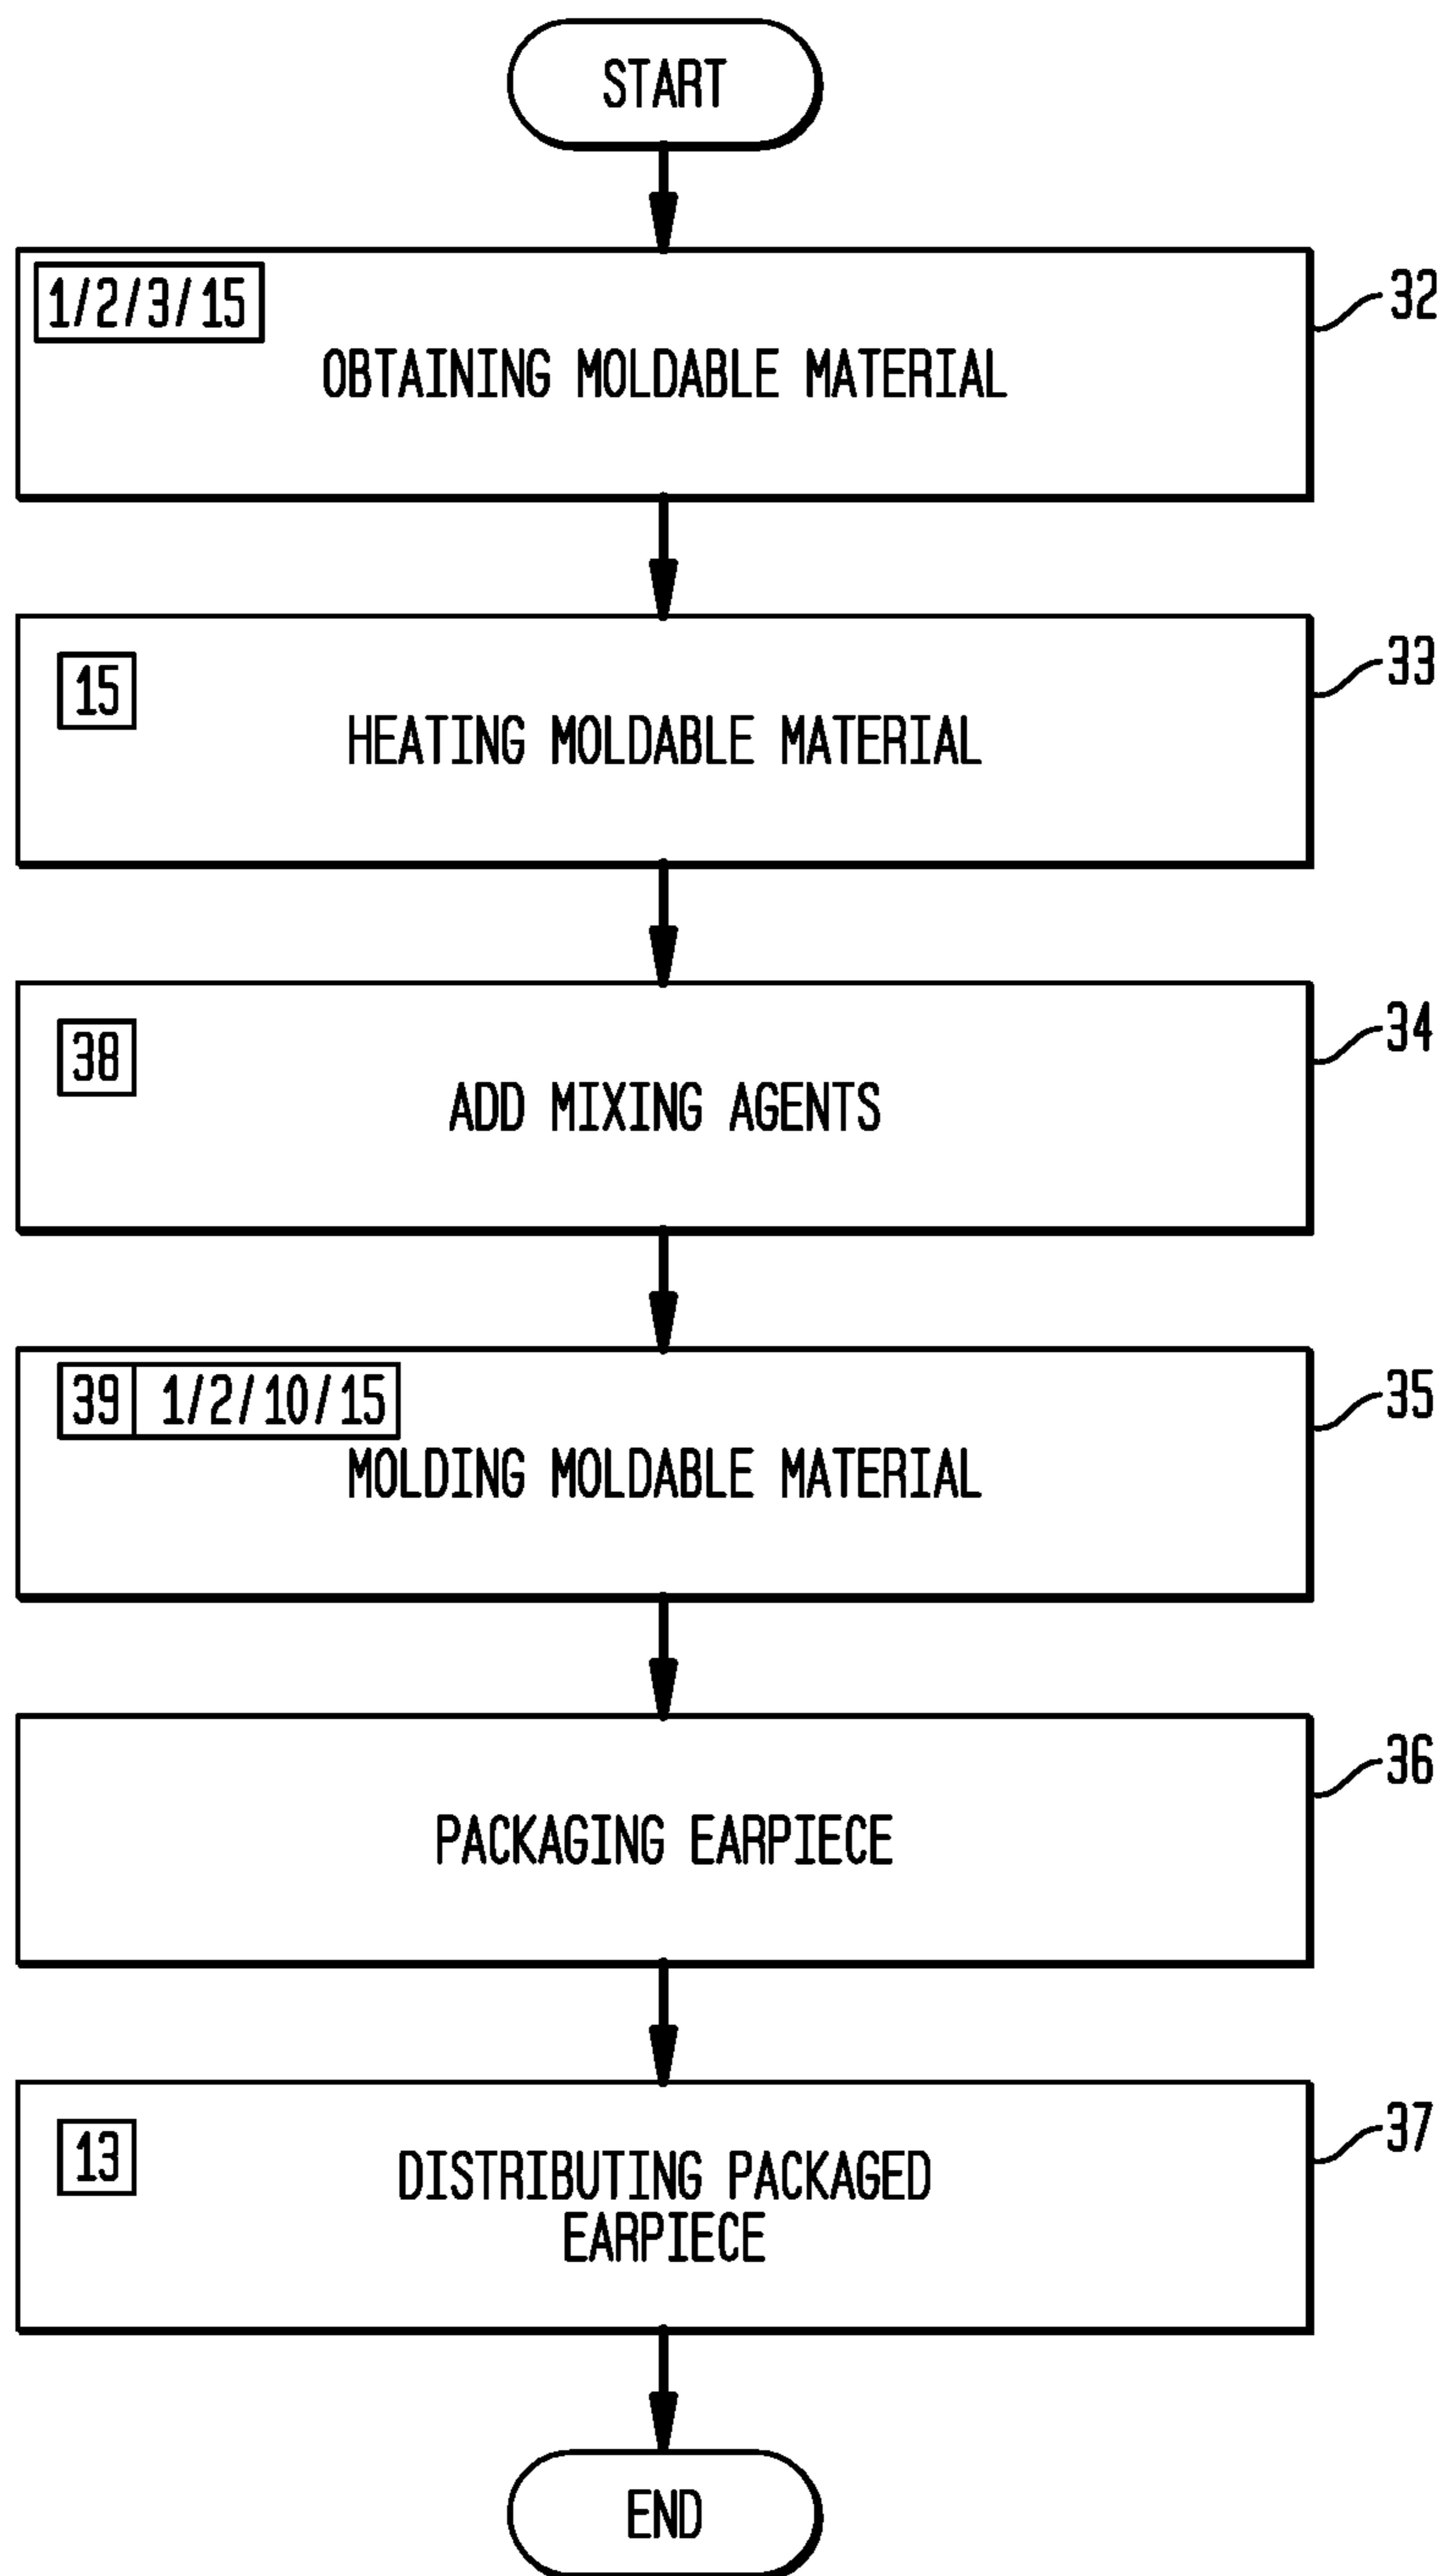 START
1/2/3/15
32
OBTAINING MOLDABLE MATERIAL
15
33
HEATING MOLDABLE MATERIAL
38
34
ADD MIXING AGENTS
39 1/2/10/15
35
MOLDING MOLDABLE MATERIAL
36
PACKAGING EARPIECE
13
37
DISTRIBUTING PACKAGED
EARPIECE
END